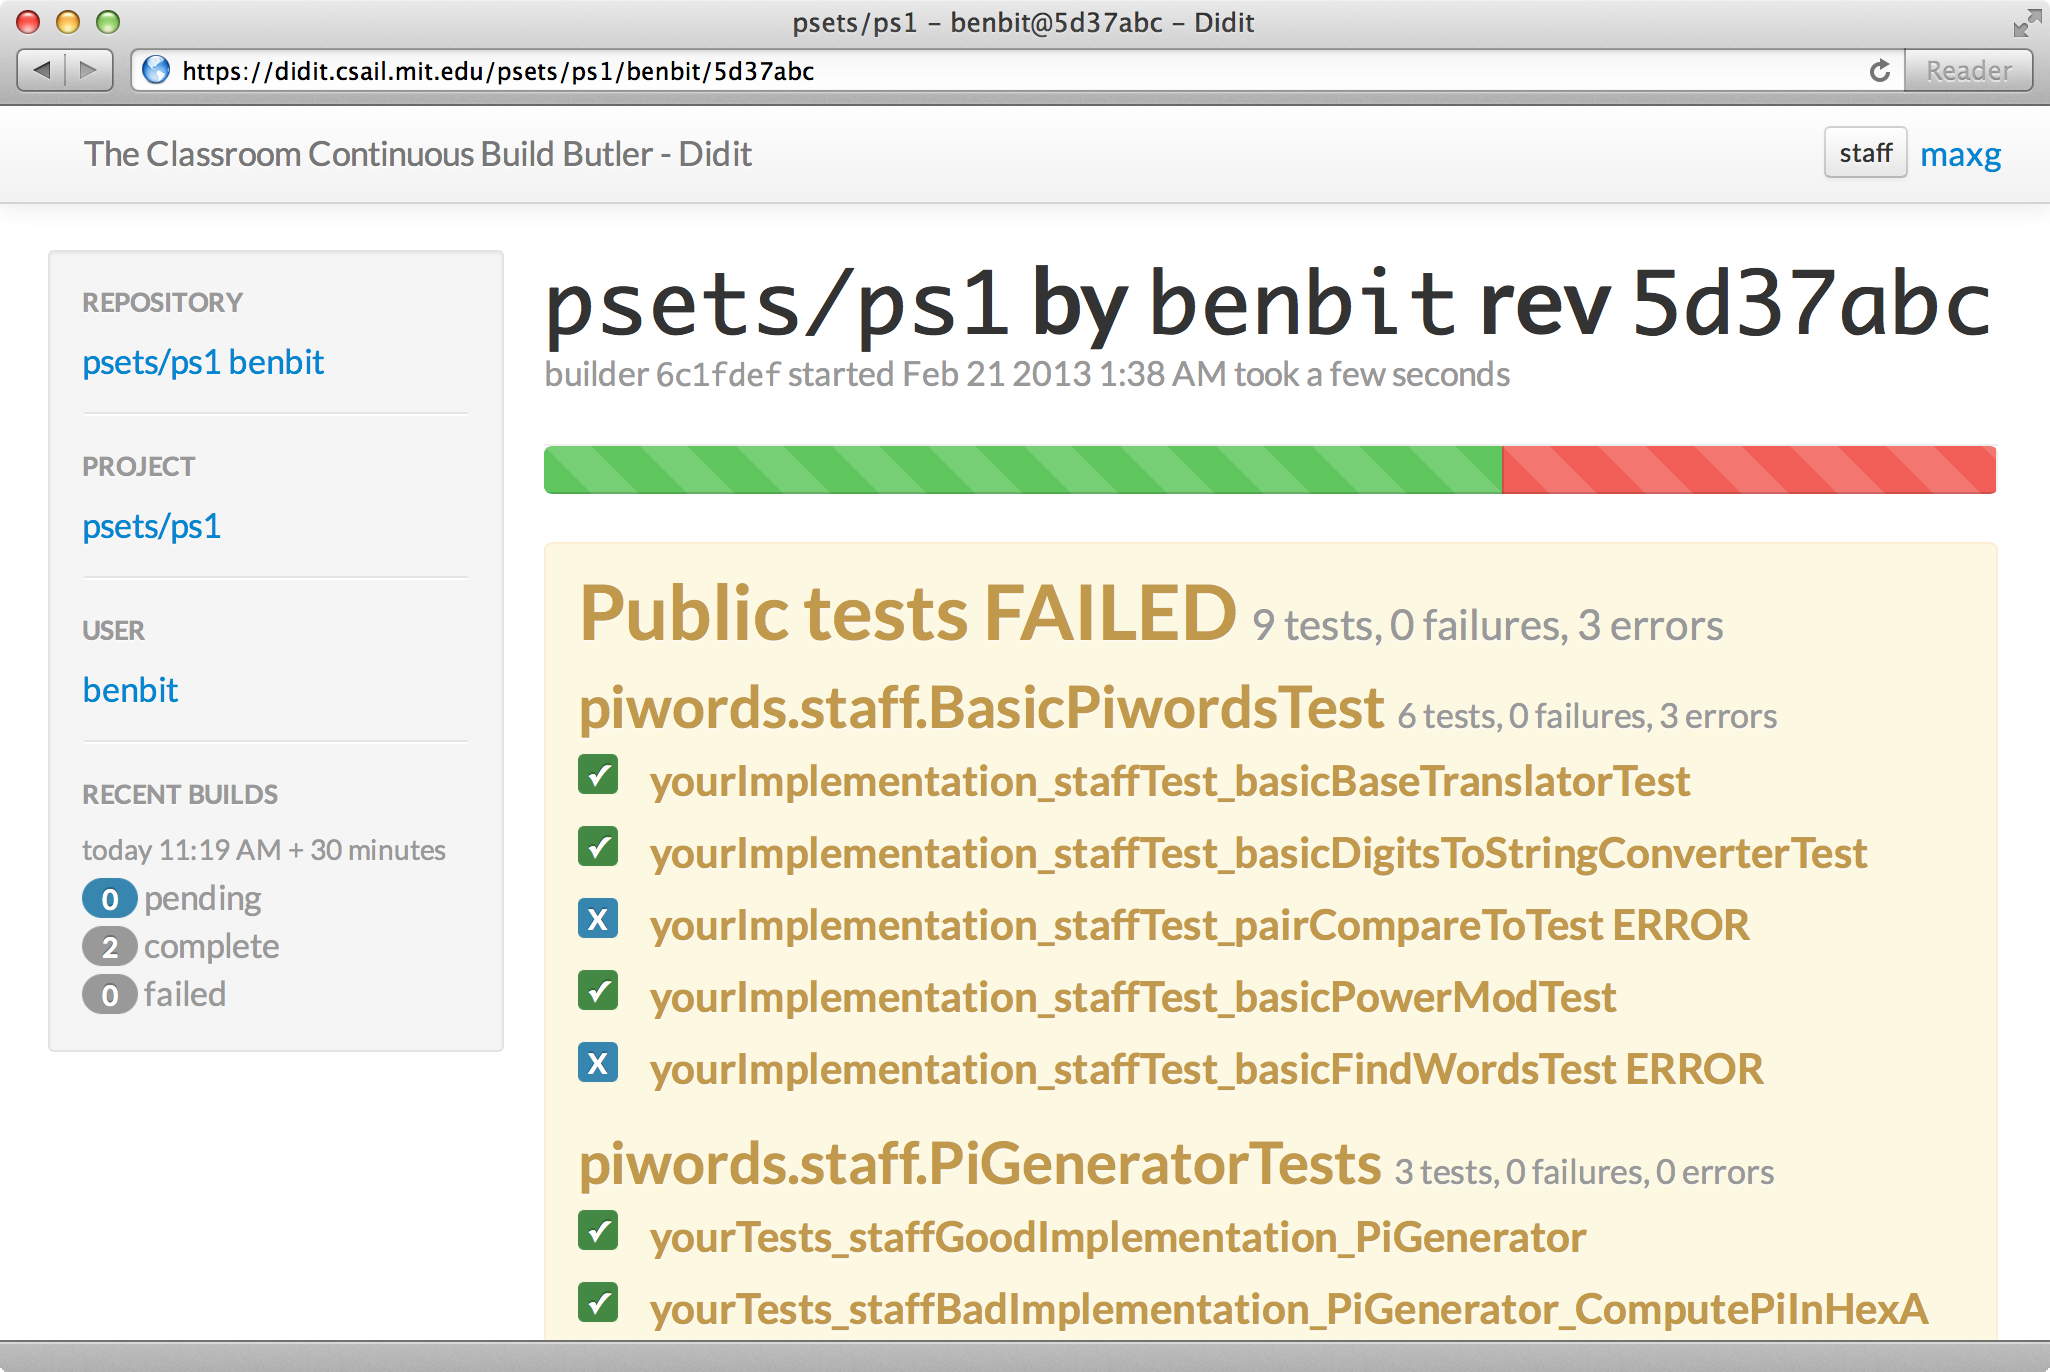 psets/ps1 – benbit@5d37abc – Didit
https://didit.csail.mit.edu/psets/ps1/benbit/5d37abc
Reader
The Classroom Continuous Build Butler - Didit
staff maxg
REPOSITORY
psets/ps1 benbit
PROJECT
psets/ps1
USER
benbit
RECENT BUILDS
today 11:19 AM + 30 minutes
0 pending
2 complete
0 failed
psets/ps1 by benbit rev 5d37abc
builder 6c1fdef started Feb 21 2013 1:38 AM took a few seconds
Public tests FAILED 9 tests, 0 failures, 3 errors
piwords.staff.BasicPiwordsTest 6 tests, 0 failures, 3 errors
yourImplementation_staffTest_basicBaseTranslatorTest
yourImplementation_staffTest_basicDigitsToStringConverterTest
X yourImplementation_staffTest_pairCompareToTest ERROR
yourImplementation_staffTest_basicPowerModTest
X yourImplementation_staffTest_basicFindWordsTest ERROR
piwords.staff.PiGeneratorTests 3 tests, 0 failures, 0 errors
yourTests_staffGoodImplementation_PiGenerator
yourTests_staffBadImplementation_PiGenerator_ComputePiInHexA